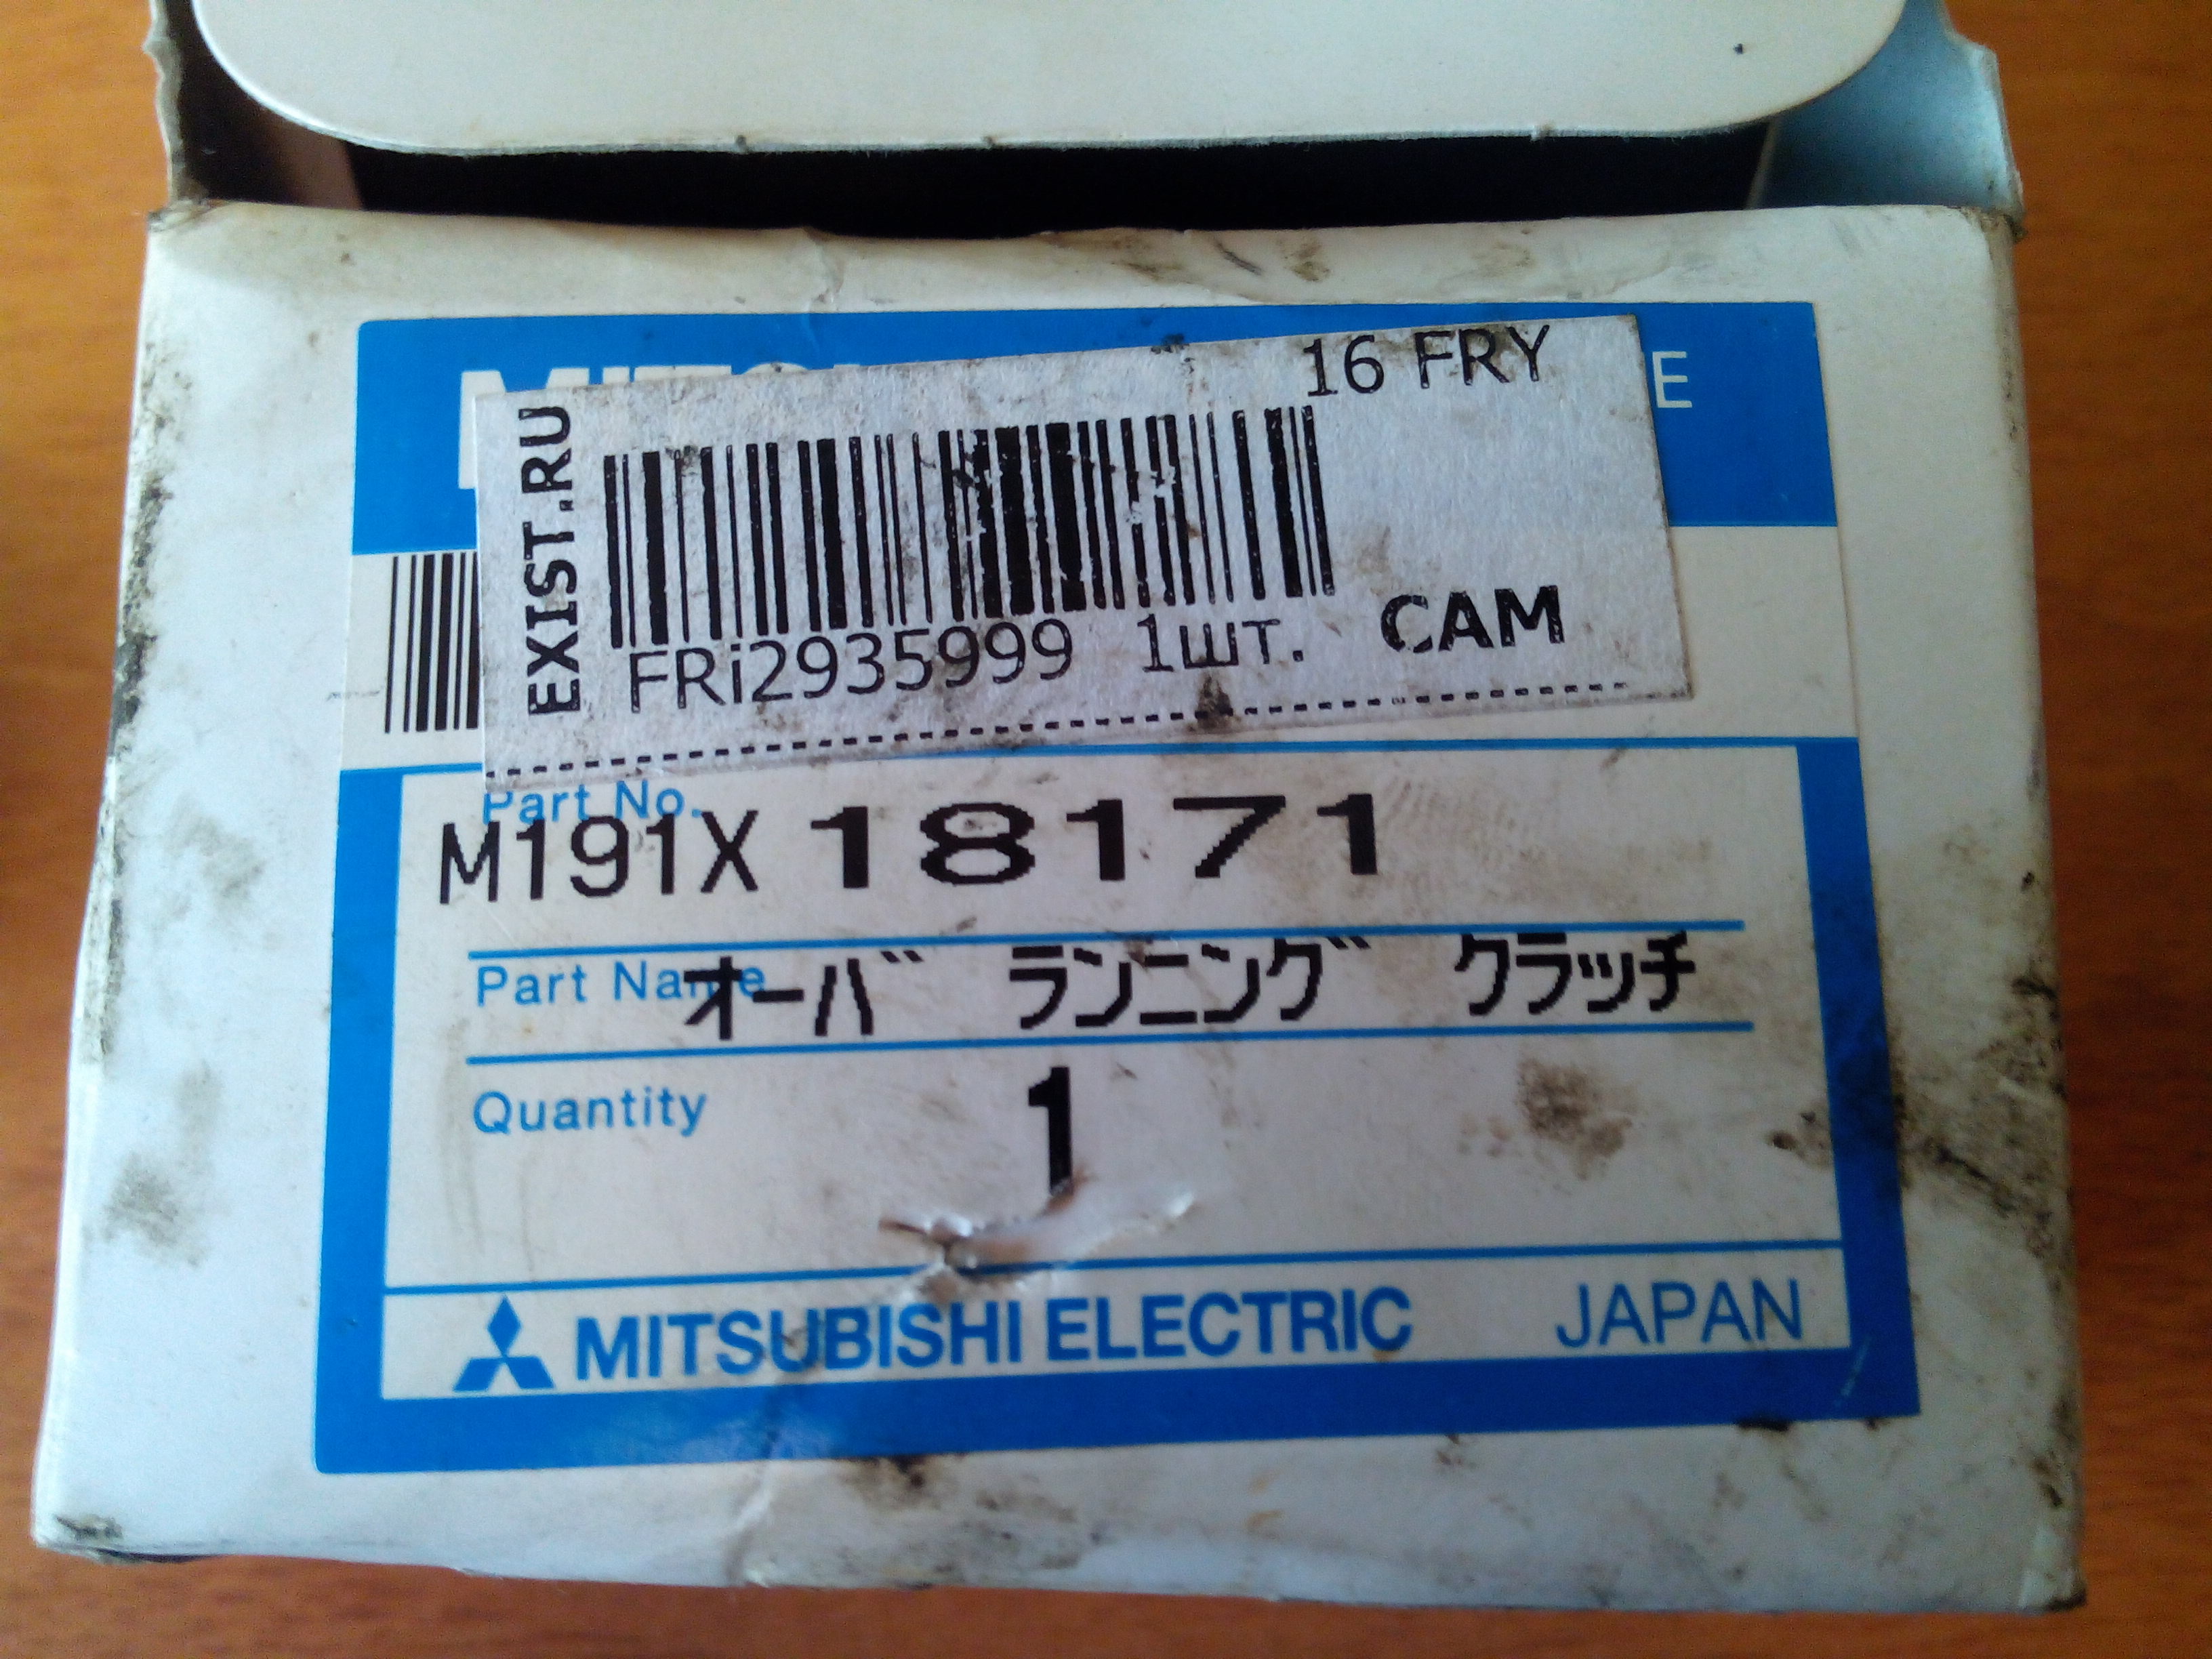 16 FRY
E
EXIST.RU
FRi2935999 1шт. CAM
Part No.
M191X 18171
Part Name オーバ ランニング クラッチ
Quantity 1
MITSUBISHI ELECTRIC JAPAN